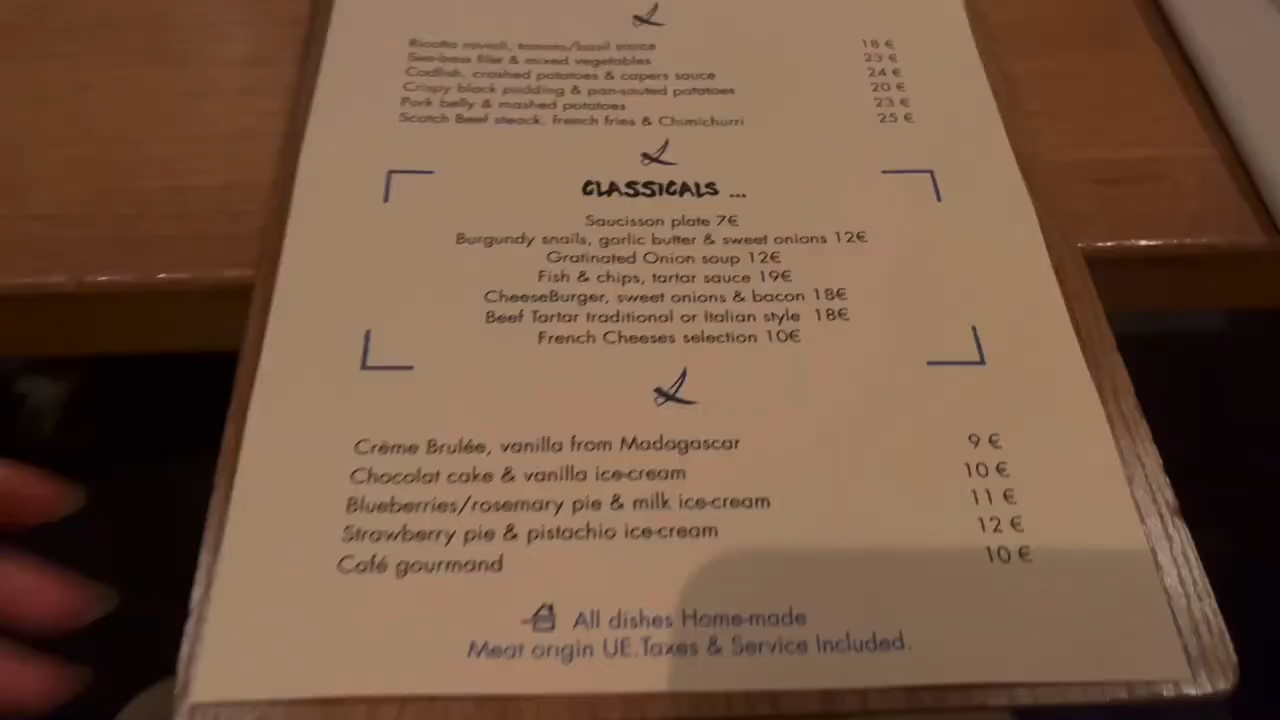 Ricotta ravioli, tomato/basil sauce 18 €
Sea-bass filet & mixed vegetables 23 €
Codfish, crashed potatoes & capers sauce 24 €
Crispy black pudding & pan-sauted potatoes 20 €
Pork belly & mashed potatoes 23 €
Scotch Beef steack, french fries & Chimichurri 25 €
CLASSICALS ...
Saucisson plate 7€
Burgundy snails, garlic butter & sweet onions 12€
Gratinated Onion soup 12€
Fish & chips, tartar sauce 19€
CheeseBurger, sweet onions & bacon 18€
Beef Tartar traditional or Italian style 18€
French Cheeses selection 10€
Crème Brulée, vanilla from Madagascar 9 €
Chocolat cake & vanilla ice-cream 10 €
Blueberries/rosemary pie & milk ice-cream 11 €
Strawberry pie & pistachio ice-cream 12 €
Café gourmand 10 €
All dishes Home-made
Meat origin UE.Taxes & Service Included.